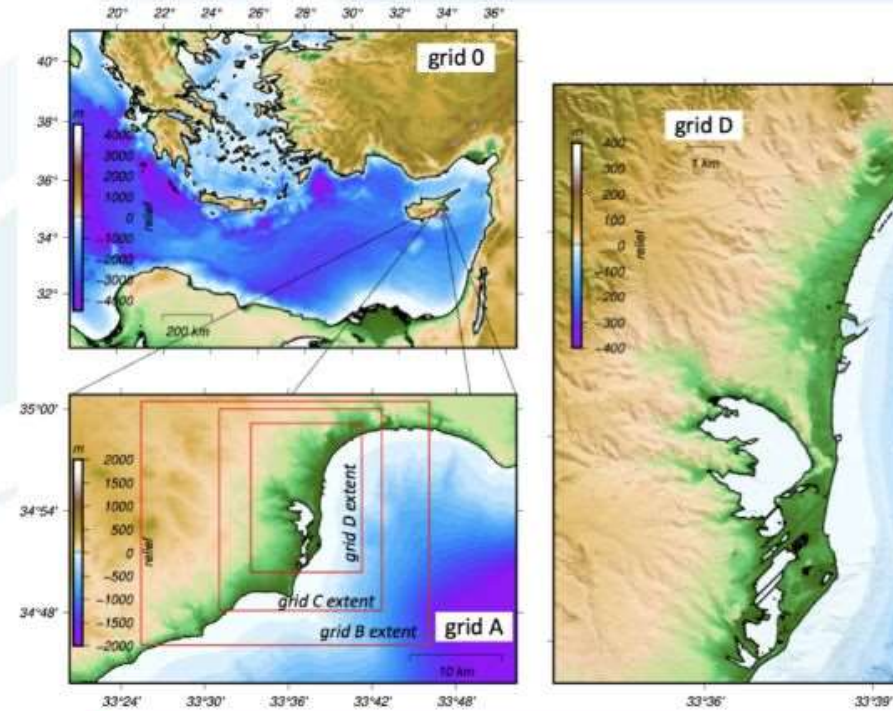 20° 22° 24° 26° 28° 30° 32° 34° 36°
grid 0
40°
38°
36°
34°
32°
m
4000
3000
2000
1000
0
-1000
-2000
-3000
-4000
relief
200 km
35°00'
34°54'
34°48'
m
2000
1500
1000
500
0
-500
-1000
-1500
-2000
relief
grid D extent
grid C extent
grid B extent
grid A
10 km
33°24' 33°30' 33°36' 33°42' 33°48'
grid D
1 km
400
300
200
100
0
-100
-200
-300
-400
relief
33°36' 33°39'